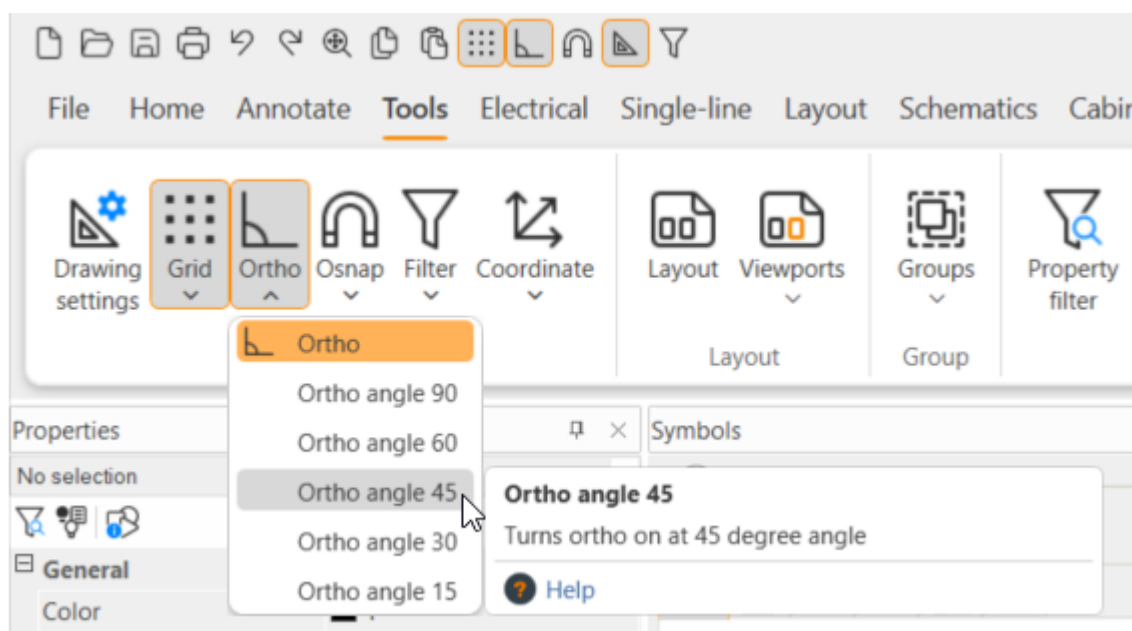 File Home Annotate Tools Electrical Single-line Layout Schematics Cabin
Drawing settings Grid Ortho Osnap Filter Coordinate Layout Viewports Groups Property filter
Layout Group
Ortho
Ortho angle 90
Ortho angle 60
Ortho angle 45
Ortho angle 30
Ortho angle 15
Properties
Symbols
No selection
General
Color
Ortho angle 45
Turns ortho on at 45 degree angle
? Help